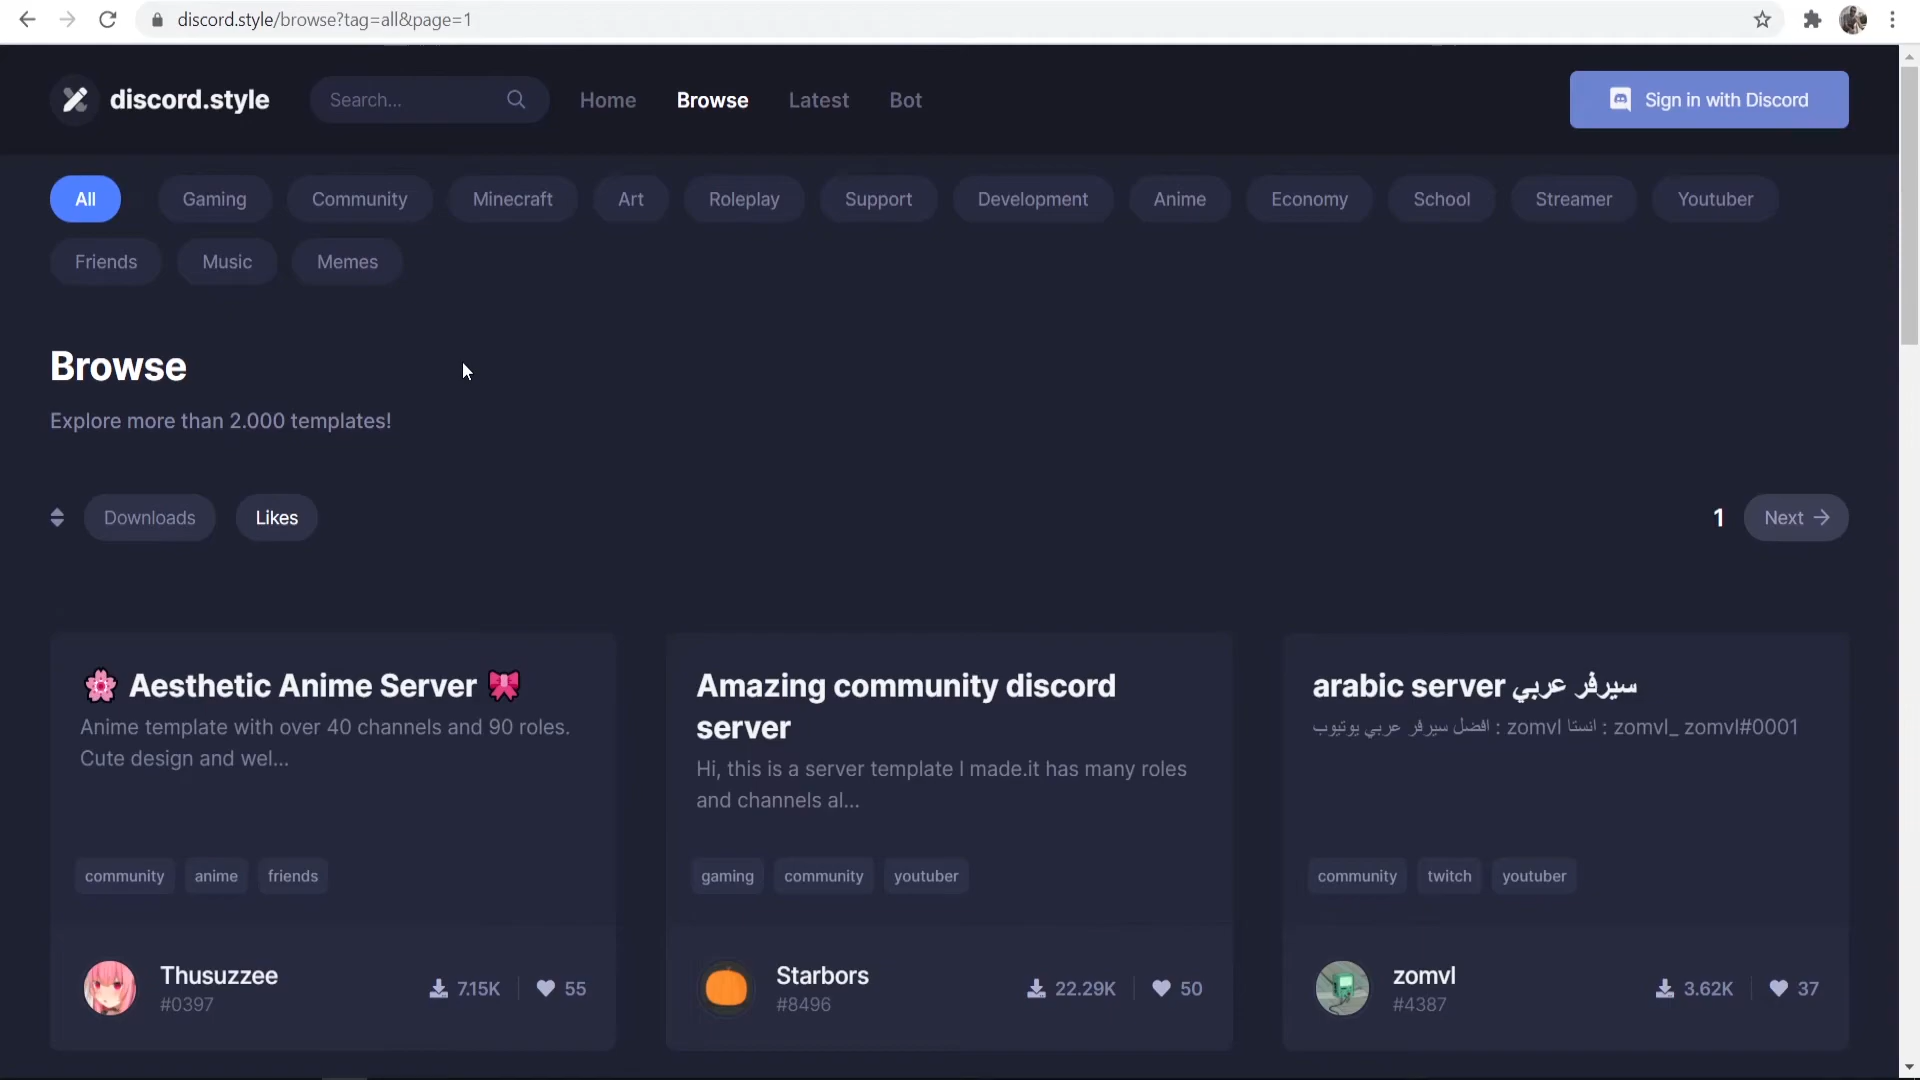 discord.style/browse?tag=all&page=1
discord.style
Search...
Home
Browse
Latest
Bot
Sign in with Discord
All
Gaming
Community
Minecraft
Art
Roleplay
Support
Development
Anime
Economy
School
Streamer
Youtuber
Friends
Music
Memes
Browse
Explore more than 2.000 templates!
Downloads
Likes
1
Next →
🌸 Aesthetic Anime Server 🎀
Anime template with over 40 channels and 90 roles.
Cute design and wel...
community
anime
friends
Thusuzzee
#0397
7.15K
55
Amazing community discord
server
Hi, this is a server template I made.it has many roles
and channels al...
gaming
community
youtuber
Starbors
#8496
22.29K
50
arabic server سيرفر عربي
افضل سيرفر عربي يوتيوب : zomvl انستا : zomvl_ zomvl#0001
community
twitch
youtuber
zomvl
#4387
3.62K
37